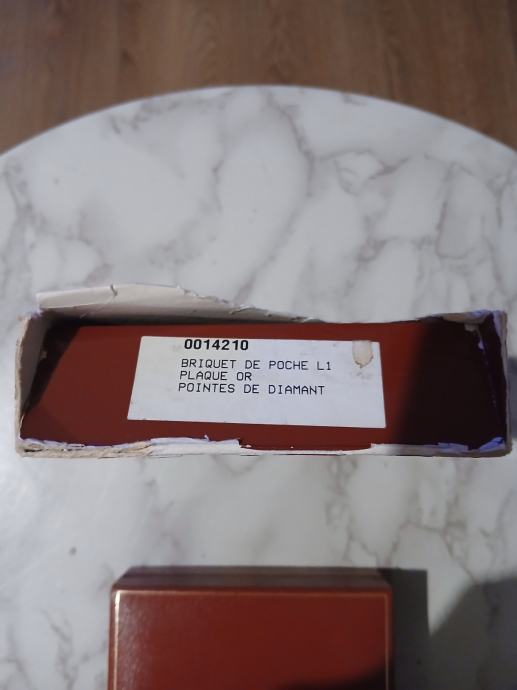 0014210
BRIQUET DE POCHE L1
PLAQUE OR
POINTES DE DIAMANT